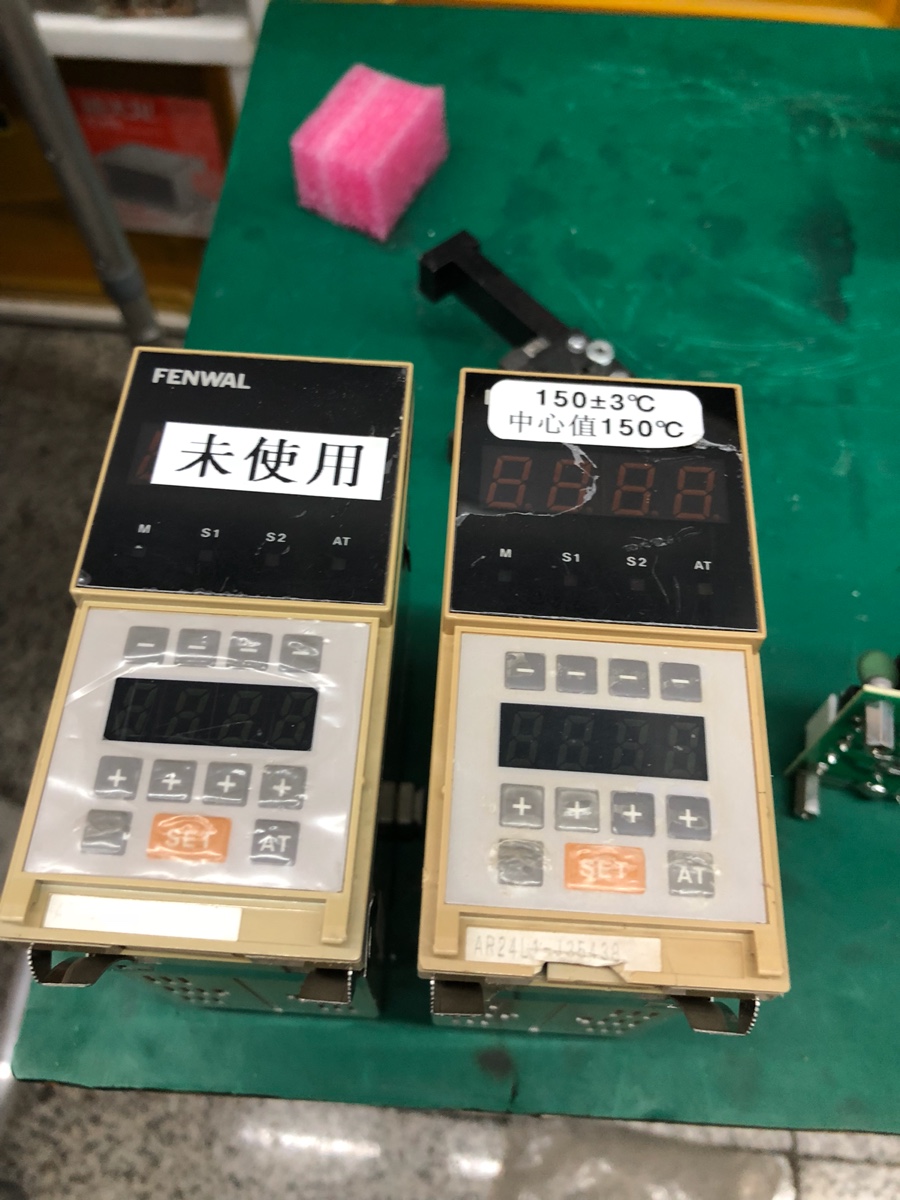 FENWAL
未使用
M S1 S2 AT
− − − −
+ + + +
SET AT
150±3℃
中心值150℃
M S1 S2 AT
− − − −
+ + + +
SET AT